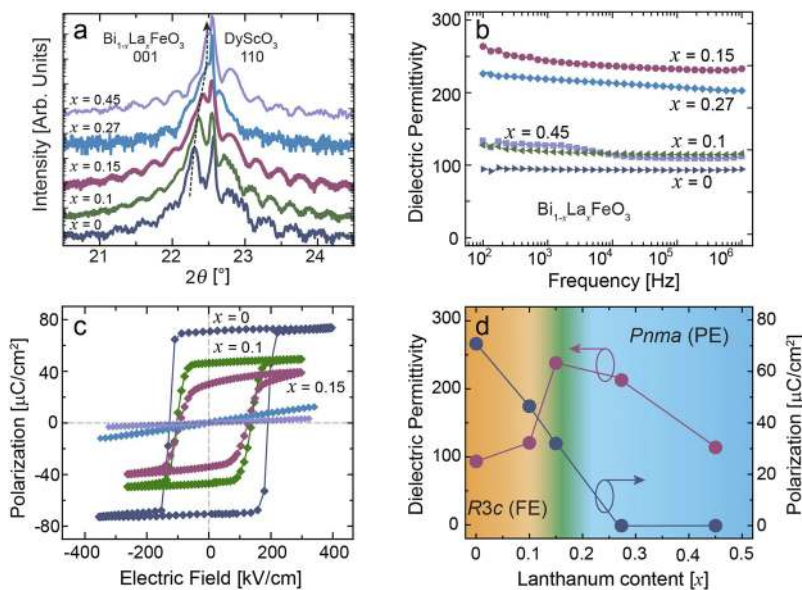 a
Bi₁₋ₓLaₓFeO₃
001
DyScO₃
110
x = 0.45
x = 0.27
x = 0.15
x = 0.1
x = 0
Intensity [Arb. Units]
21 22 23 24
2θ [°]
b
300
200
100
0
Dielectric Permittivity
x = 0.15
x = 0.27
x = 0.45
x = 0.1
x = 0
Bi₁₋ₓLaₓFeO₃
10² 10³ 10⁴ 10⁵ 10⁶
Frequency [Hz]
c
80
40
0
-40
-80
Polarization [μC/cm²]
x = 0
x = 0.1
x = 0.15
-400 -200 0 200 400
Electric Field [kV/cm]
d
300
200
100
0
Dielectric Permittivity
Pnma (PE)
R3c (FE)
80
60
40
20
0
Polarization [μC/cm²]
0 0.1 0.2 0.3 0.4 0.5
Lanthanum content [x]